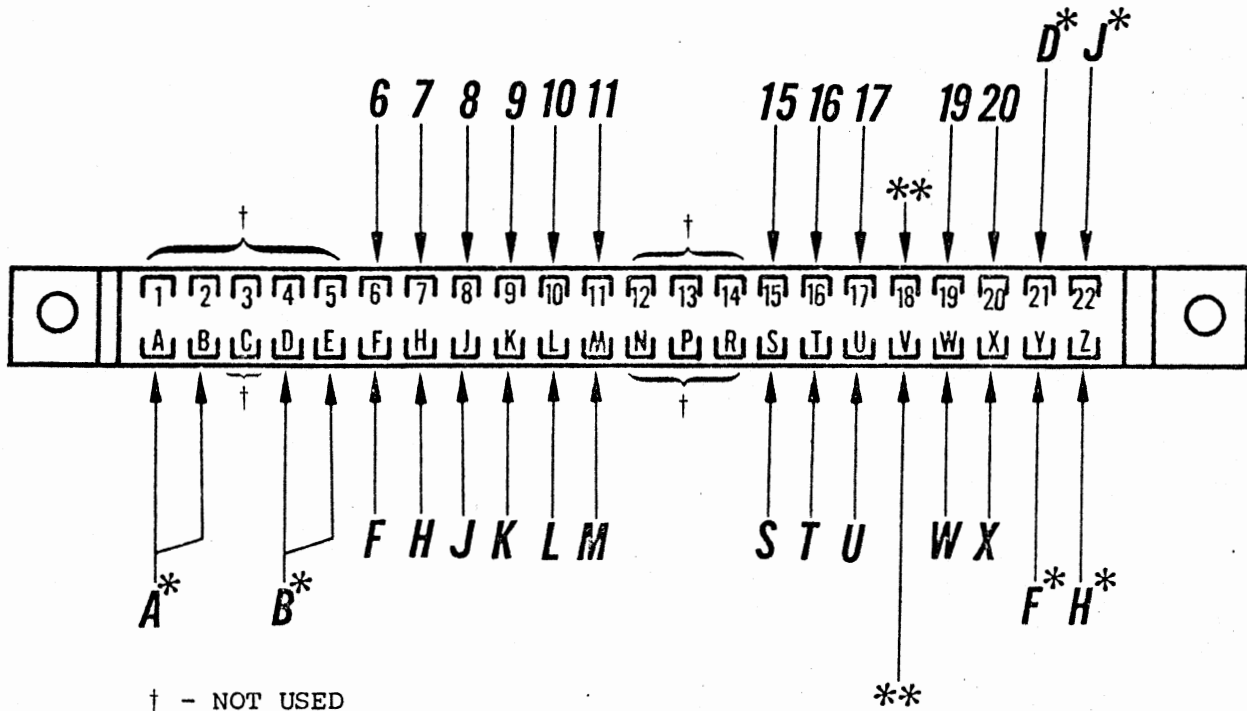 D* J*
6 7 8 9 10 11 15 16 17 19 20
**
† †
1 2 3 4 5 6 7 8 9 10 11 12 13 14 15 16 17 18 19 20 21 22
A B C D E F H J K L M N P R S T U V W X Y Z
† †
F H J K L M S T U W X
A* B* F* H*
**
† - NOT USED